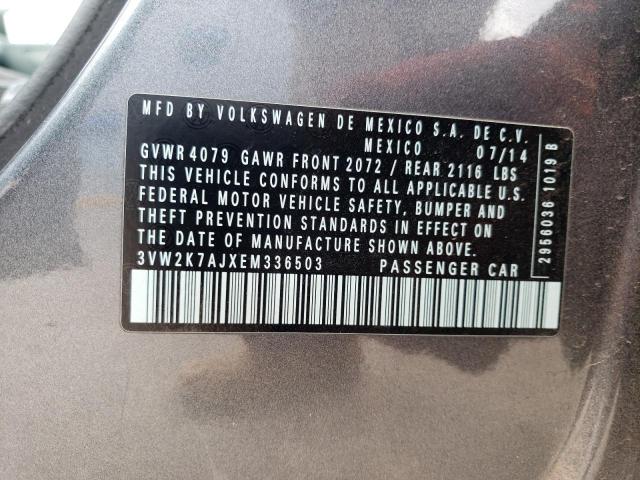 MFD BY VOLKSWAGEN DE MEXICO S.A. DE C.V.
MEXICO 07/14
GVWR 4079 GAWR FRONT 2072 / REAR 2116 LBS
THIS VEHICLE CONFORMS TO ALL APPLICABLE U.S.
FEDERAL MOTOR VEHICLE SAFETY, BUMPER AND
THEFT PREVENTION STANDARDS IN EFFECT ON
THE DATE OF MANUFACTURE SHOWN ABOVE.
3VW2K7AJXEM336503 PASSENGER CAR
2956036 1019 B